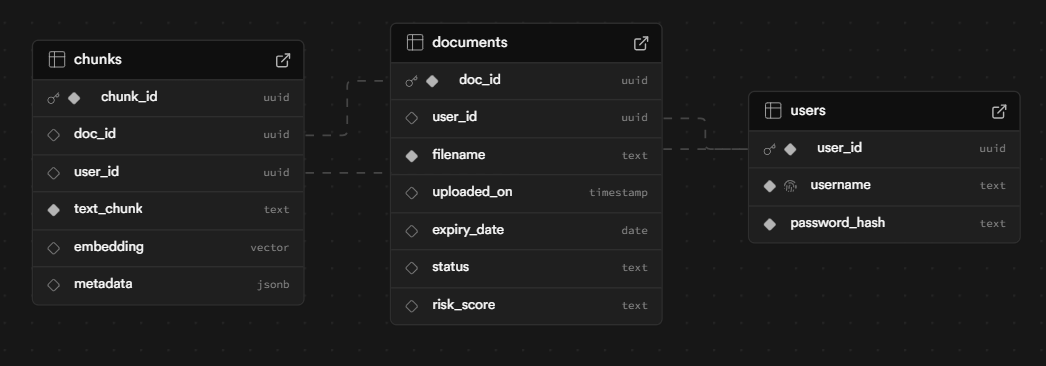 chunks
chunk_id uuid
doc_id uuid
user_id uuid
text_chunk text
embedding vector
metadata jsonb
documents
doc_id uuid
user_id uuid
filename text
uploaded_on timestamp
expiry_date date
status text
risk_score text
users
user_id uuid
username text
password_hash text